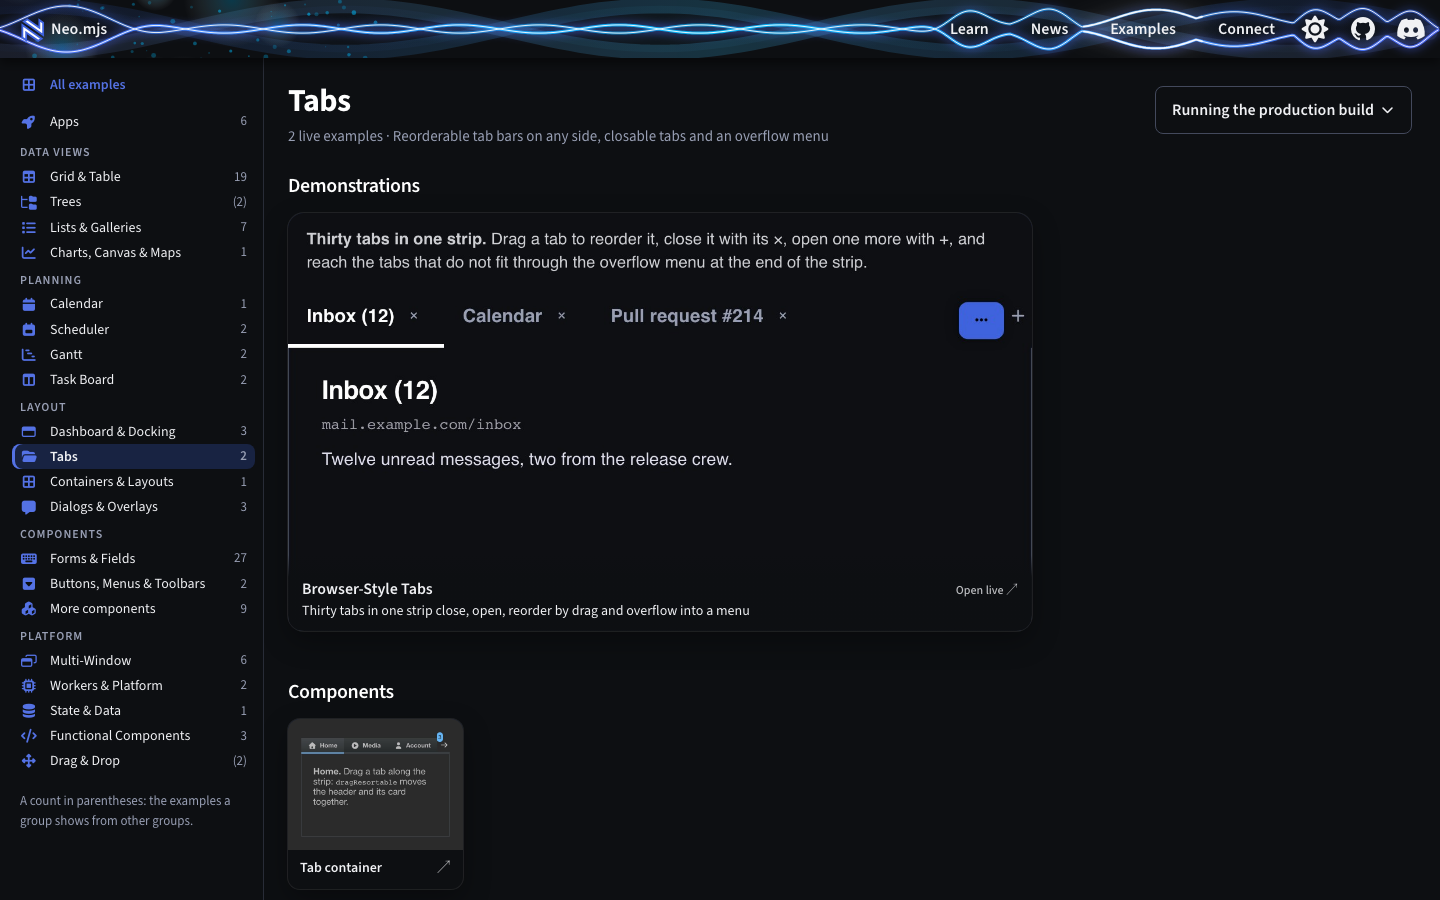 Neo.mjs
Learn
News
Examples
Connect
All examples
Apps 6
DATA VIEWS
Grid & Table 19
Trees (2)
Lists & Galleries 7
Charts, Canvas & Maps 1
PLANNING
Calendar 1
Scheduler 2
Gantt 2
Task Board 2
LAYOUT
Dashboard & Docking 3
Tabs 2
Containers & Layouts 1
Dialogs & Overlays 3
COMPONENTS
Forms & Fields 27
Buttons, Menus & Toolbars 2
More components 9
PLATFORM
Multi-Window 6
Workers & Platform 2
State & Data 1
Functional Components 3
Drag & Drop (2)
A count in parentheses: the examples a
group shows from other groups.
Tabs
2 live examples · Reorderable tab bars on any side, closable tabs and an overflow menu
Running the production build
Demonstrations
Thirty tabs in one strip. Drag a tab to reorder it, close it with its ×, open one more with +, and
reach the tabs that do not fit through the overflow menu at the end of the strip.
Inbox (12) ×
Calendar ×
Pull request #214 ×
··· +
Inbox (12)
mail.example.com/inbox
Twelve unread messages, two from the release crew.
Browser-Style Tabs
Open live
Thirty tabs in one strip close, open, reorder by drag and overflow into a menu
Components
Home
Media
Account
Home. Drag a tab along the
strip: dragResortable moves
the header and its card
together.
Tab container